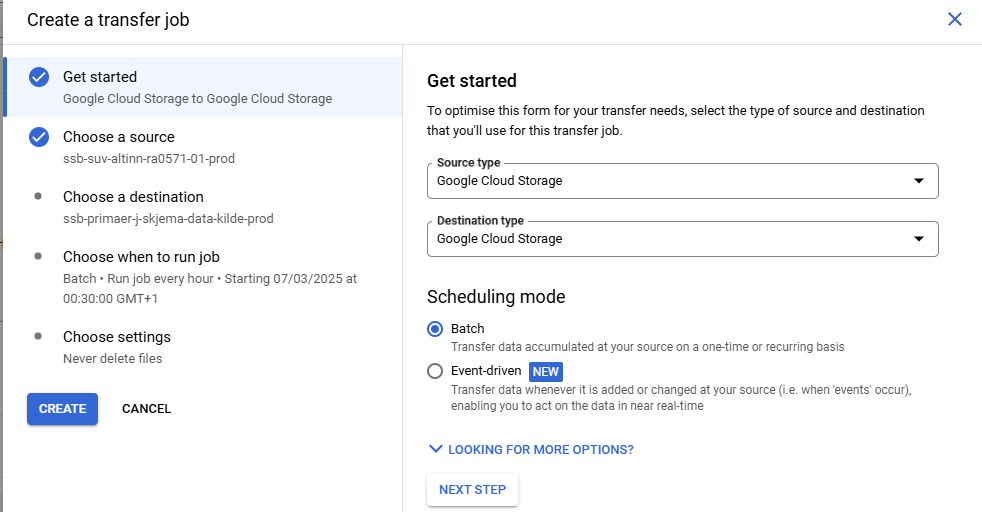 Create a transfer job
Get started
Google Cloud Storage to Google Cloud Storage
Choose a source
ssb-suv-altinn-ra0571-01-prod
Choose a destination
ssb-primaer-j-skjema-data-kilde-prod
Choose when to run job
Batch • Run job every hour • Starting 07/03/2025 at
00:30:00 GMT+1
Choose settings
Never delete files
CREATE
CANCEL
Get started
To optimise this form for your transfer needs, select the type of source and destination
that you'll use for this transfer job.
Source type
Google Cloud Storage
Destination type
Google Cloud Storage
Scheduling mode
Batch
Transfer data accumulated at your source on a one-time or recurring basis
Event-driven NEW
Transfer data whenever it is added or changed at your source (i.e. when 'events' occur),
enabling you to act on the data in near real-time
LOOKING FOR MORE OPTIONS?
NEXT STEP